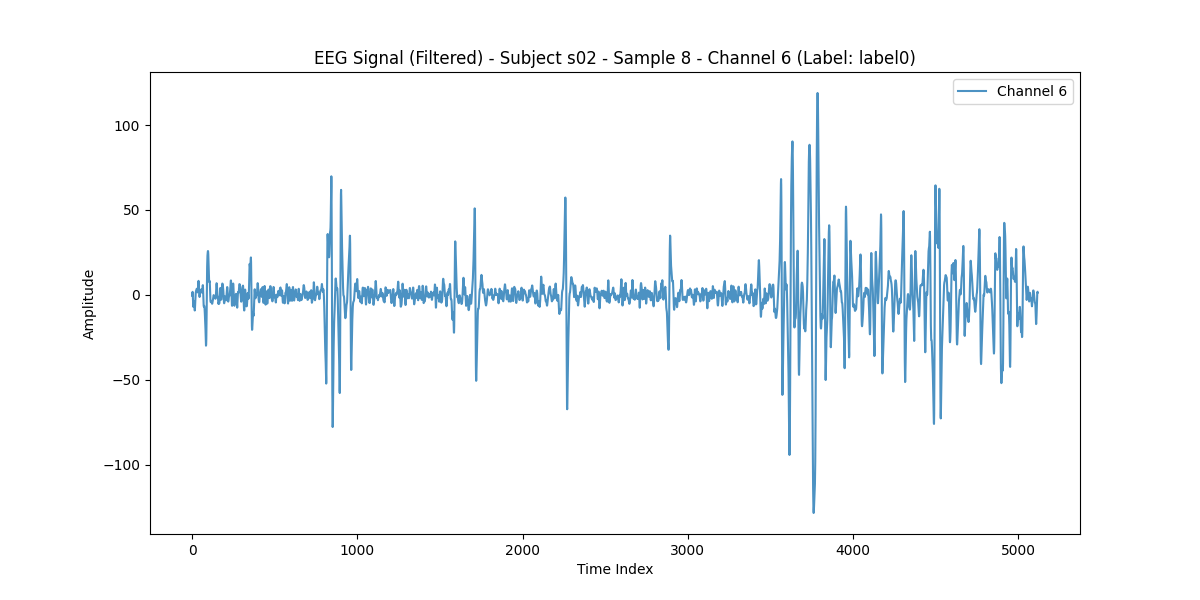 EEG Signal (Filtered) - Subject s02 - Sample 8 - Channel 6 (Label: label0)
Channel 6
100
50
0
−50
−100
Amplitude
0 1000 2000 3000 4000 5000
Time Index